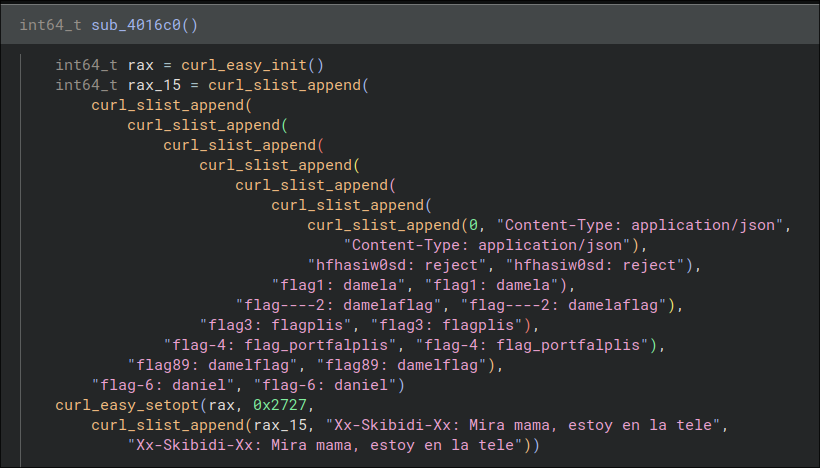 int64_t sub_4016c0()
int64_t rax = curl_easy_init()
int64_t rax_15 = curl_slist_append(
curl_slist_append(
curl_slist_append(
curl_slist_append(
curl_slist_append(
curl_slist_append(
curl_slist_append(
curl_slist_append(0, "Content-Type: application/json",
"Content-Type: application/json"),
"hfhasiw0sd: reject", "hfhasiw0sd: reject"),
"flag1: damela", "flag1: damela"),
"flag----2: damelaflag", "flag----2: damelaflag"),
"flag3: flagplis", "flag3: flagplis"),
"flag-4: flag_portfalplis", "flag-4: flag_portfalplis"),
"flag89: damelflag", "flag89: damelflag"),
"flag-6: daniel", "flag-6: daniel")
curl_easy_setopt(rax, 0x2727,
curl_slist_append(rax_15, "Xx-Skibidi-Xx: Mira mama, estoy en la tele",
"Xx-Skibidi-Xx: Mira mama, estoy en la tele"))